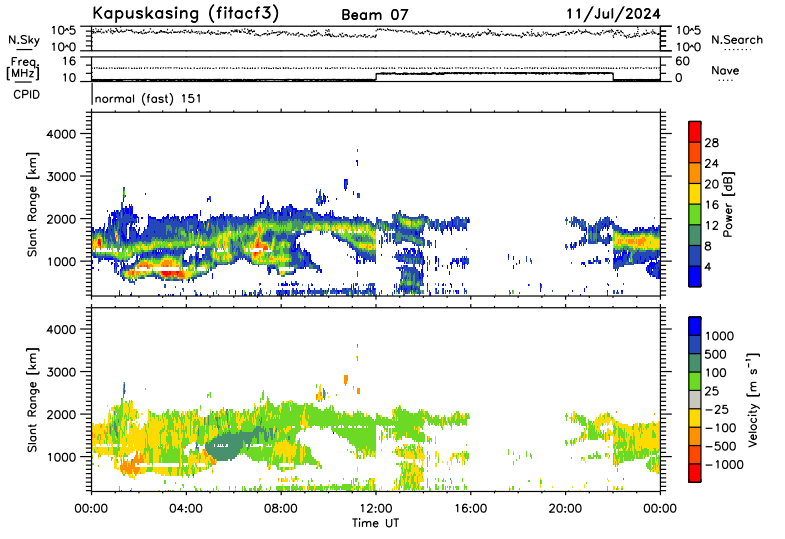 Kapuskasing (fitacf3) Beam 07 11/Jul/2024
N.Sky 10^5 10^0 10^5 10^0 N.Search
Freq. [MHz] 16 10 60 0 Nave
CPID normal (fast) 151
Slant Range [km] 4000 3000 2000 1000
Power [dB] 28 24 20 16 12 8 4
Slant Range [km] 4000 3000 2000 1000
Velocity [m s⁻¹] 1000 500 100 25 −25 −100 −500 −1000
00:00 04:00 08:00 12:00 16:00 20:00 00:00
Time UT